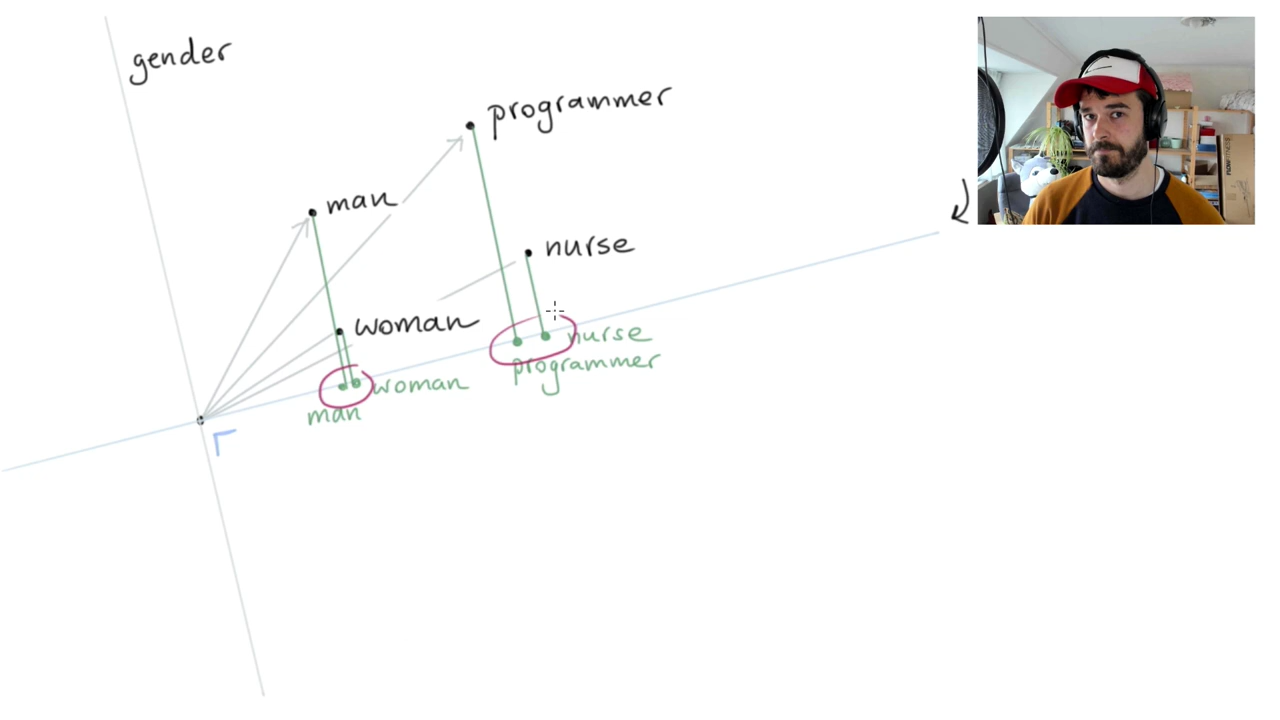 gender
programmer
man
nurse
woman
nurse
programmer
woman
man